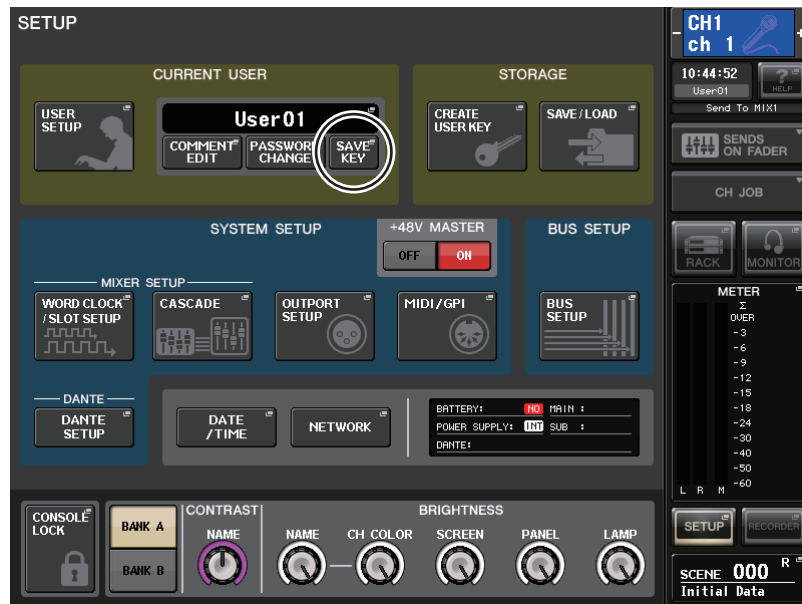 SETUP
CURRENT USER
USER
SETUP
User01
COMMENT
EDIT
PASSWORD
CHANGE
SAVE
KEY
STORAGE
CREATE
USER KEY
SAVE/LOAD
SYSTEM SETUP
+48V MASTER
OFF
ON
MIXER SETUP
WORD CLOCK
/SLOT SETUP
CASCADE
OUTPORT
SETUP
MIDI/GPI
BUS SETUP
BUS
SETUP
DANTE
DANTE
SETUP
DATE
/TIME
NETWORK
BATTERY: NO MAIN :
POWER SUPPLY: INT SUB :
DANTE:
CONSOLE
LOCK
BANK A
BANK B
CONTRAST
NAME
BRIGHTNESS
NAME
CH COLOR
SCREEN
PANEL
LAMP
- CH1 +
ch 1
10:44:52
User01
?
HELP
Send To MIX1
SENDS
ON FADER
CH JOB
RACK
MONITOR
METER
Σ
OVER
-3
-6
-9
-12
-15
-18
-24
-30
-40
-50
-60
L R M
SETUP
RECORDER
SCENE 000 R
Initial Data